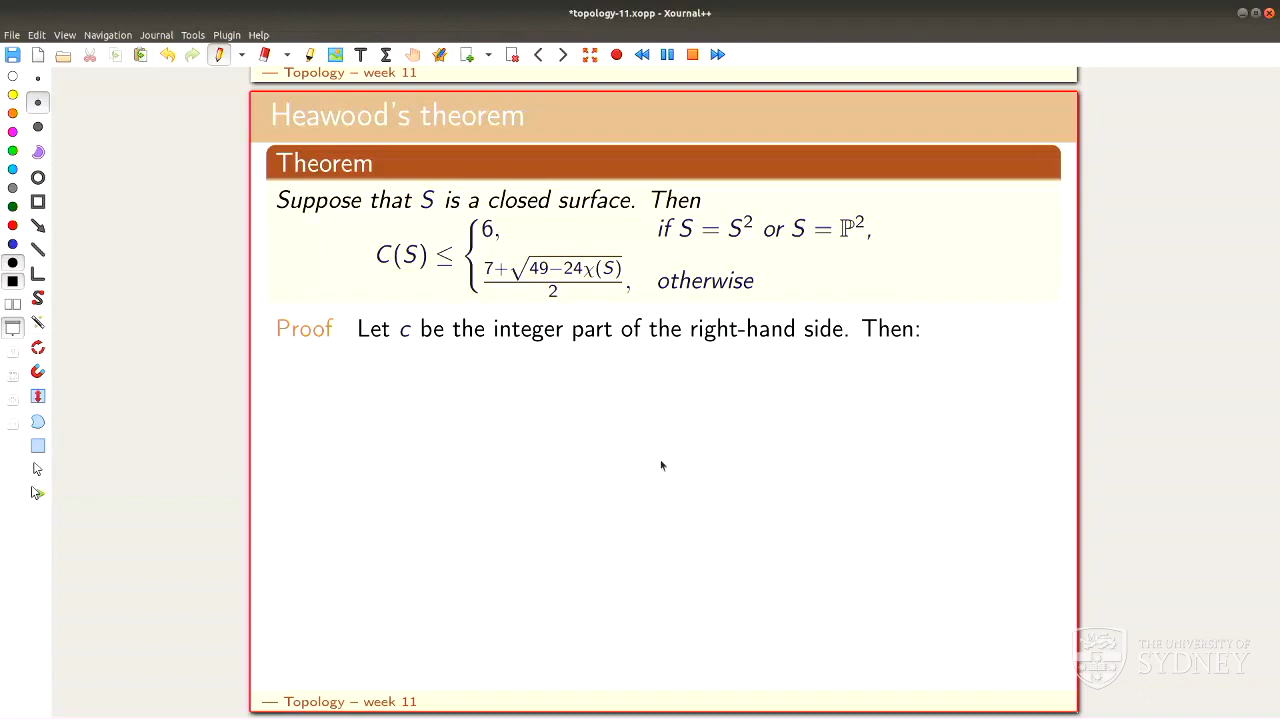 *topology-11.xopp - Xournal++
File Edit View Navigation Journal Tools Plugin Help
— Topology – week 11
Heawood's theorem
Theorem
Suppose that S is a closed surface. Then
C(S) ≤ { 6, if S = S² or S = ℙ²,
(7+√(49−24χ(S)))/2, otherwise
Proof Let c be the integer part of the right-hand side. Then:
— Topology – week 11
THE UNIVERSITY OF
SYDNEY